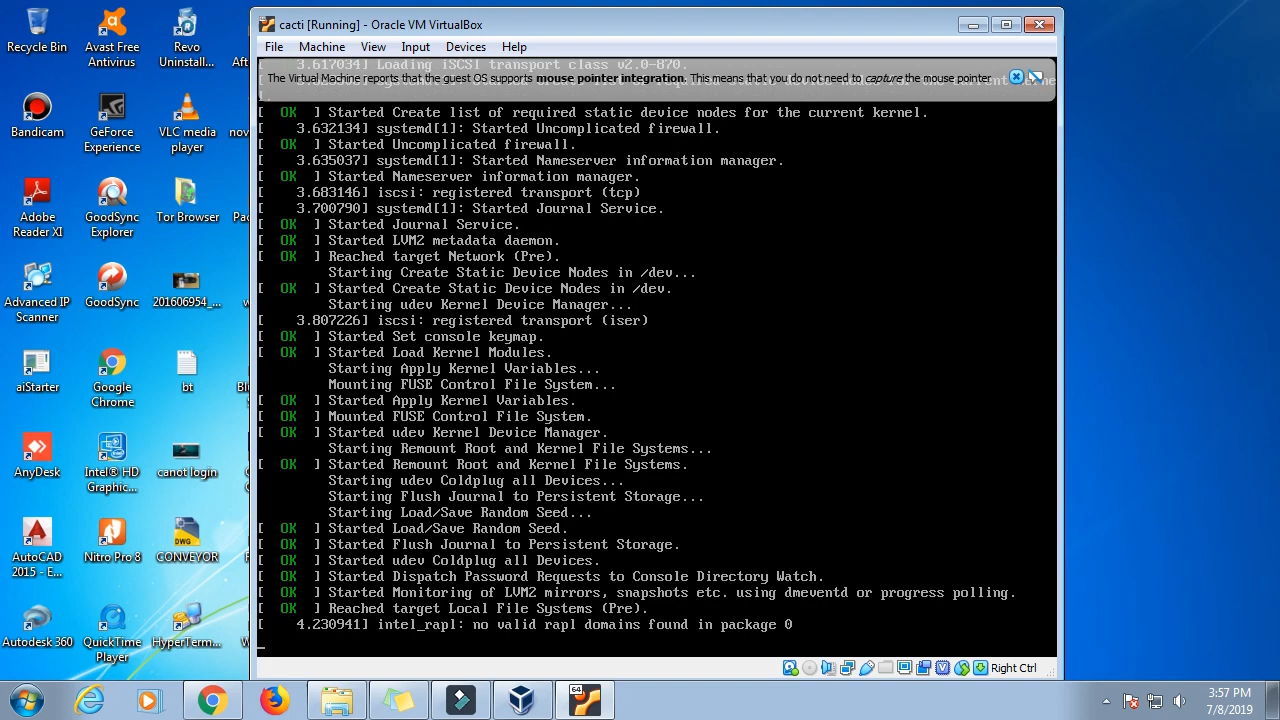 cacti [Running] - Oracle VM VirtualBox
File Machine View Input Devices Help
3.617034] Loading iSCSI transport class v2.0-870.
The Virtual Machine reports that the guest OS supports mouse pointer integration. This means that you do not need to capture the mouse pointer
[  OK  ] Started Create list of required static device nodes for the current kernel.
[    3.632134] systemd[1]: Started Uncomplicated firewall.
[  OK  ] Started Uncomplicated firewall.
[    3.635037] systemd[1]: Started Nameserver information manager.
[  OK  ] Started Nameserver information manager.
[    3.683146] iscsi: registered transport (tcp)
[    3.700790] systemd[1]: Started Journal Service.
[  OK  ] Started Journal Service.
[  OK  ] Started LVM2 metadata daemon.
[  OK  ] Reached target Network (Pre).
Starting Create Static Device Nodes in /dev...
[  OK  ] Started Create Static Device Nodes in /dev.
Starting udev Kernel Device Manager...
[    3.807226] iscsi: registered transport (iser)
[  OK  ] Started Set console keymap.
[  OK  ] Started Load Kernel Modules.
Starting Apply Kernel Variables...
Mounting FUSE Control File System...
[  OK  ] Started Apply Kernel Variables.
[  OK  ] Mounted FUSE Control File System.
[  OK  ] Started udev Kernel Device Manager.
Starting Remount Root and Kernel File Systems...
[  OK  ] Started Remount Root and Kernel File Systems.
Starting udev Coldplug all Devices...
Starting Flush Journal to Persistent Storage...
Starting Load/Save Random Seed...
[  OK  ] Started Load/Save Random Seed.
[  OK  ] Started Flush Journal to Persistent Storage.
[  OK  ] Started udev Coldplug all Devices.
[  OK  ] Started Dispatch Password Requests to Console Directory Watch.
[  OK  ] Started Monitoring of LVM2 mirrors, snapshots etc. using dmeventd or progress polling.
[  OK  ] Reached target Local File Systems (Pre).
[    4.230941] intel_rapl: no valid rapl domains found in package 0
Right Ctrl
Recycle Bin
Avast Free
Antivirus
Revo
Uninstall...
Bandicam
GeForce
Experience
VLC media
player
nov
Adobe
Reader XI
GoodSync
Explorer
Tor Browser
Advanced IP
Scanner
GoodSync
201606954_...
aiStarter
Google
Chrome
bt
AnyDesk
Intel® HD
Graphic...
canot login
AutoCAD
2015 - E...
Nitro Pro 8
DWG
CONVEYOR
Autodesk 360
QuickTime
Player
HyperTerm...
64
3:57 PM
7/8/2019